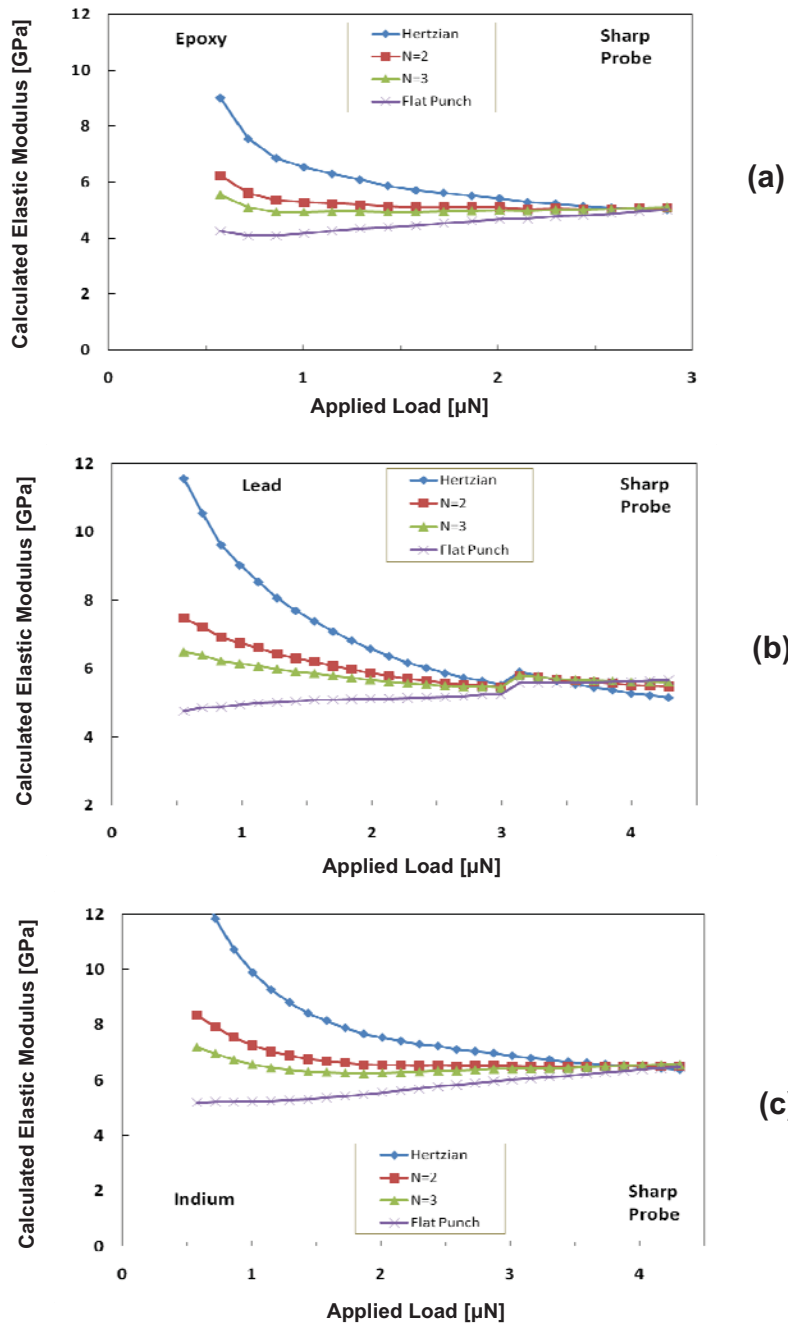 12
10
8
6
4
2
0
Calculated Elastic Modulus [GPa]
Epoxy
Hertzian
N=2
N=3
Flat Punch
Sharp
Probe
(a)
0
1
2
3
Applied Load [µN]
12
10
8
6
4
2
Calculated Elastic Modulus [GPa]
Lead
Hertzian
N=2
N=3
Flat Punch
Sharp
Probe
(b)
0
1
2
3
4
Applied Load [µN]
12
10
8
6
4
2
0
Calculated Elastic Modulus [GPa]
Indium
Hertzian
N=2
N=3
Flat Punch
Sharp
Probe
(c)
0
1
2
3
4
Applied Load [µN]